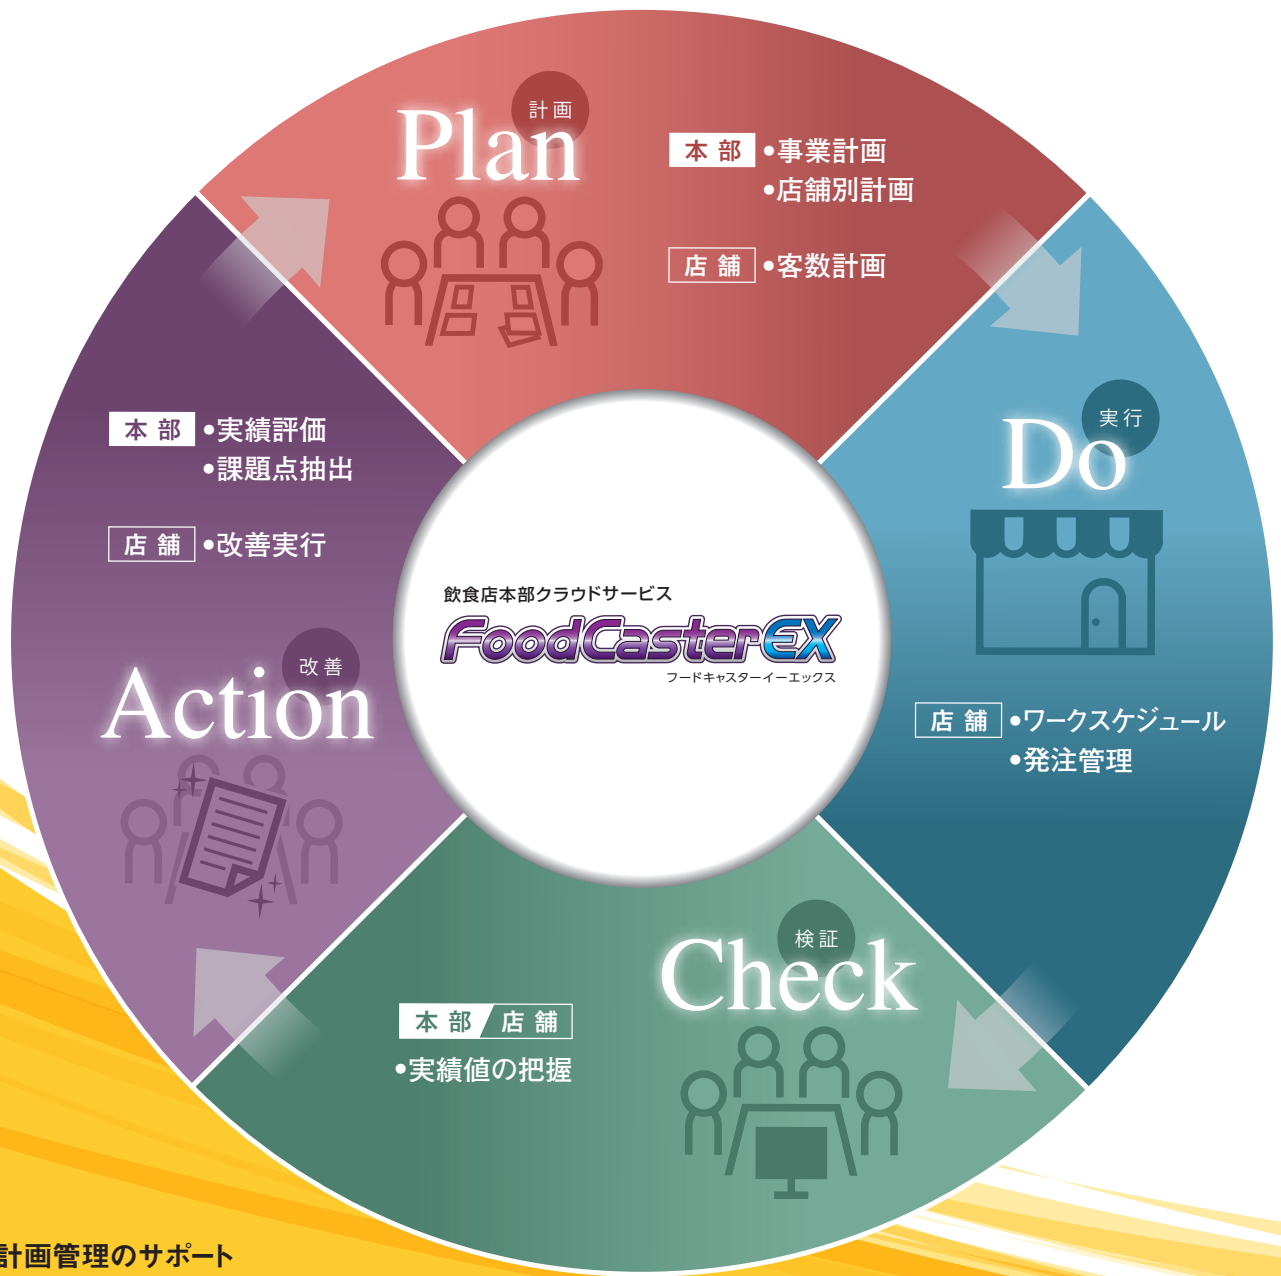 計画
Plan
本部 •事業計画
•店舗別計画
店舗 •客数計画
実行
Do
店舗 •ワークスケジュール
•発注管理
検証
Check
本部/店舗
•実績値の把握
本部 •実績評価
•課題点抽出
店舗 •改善実行
改善
Action
飲食店本部クラウドサービス
FoodCasterEX
フードキャスターイーエックス
計画管理のサポート